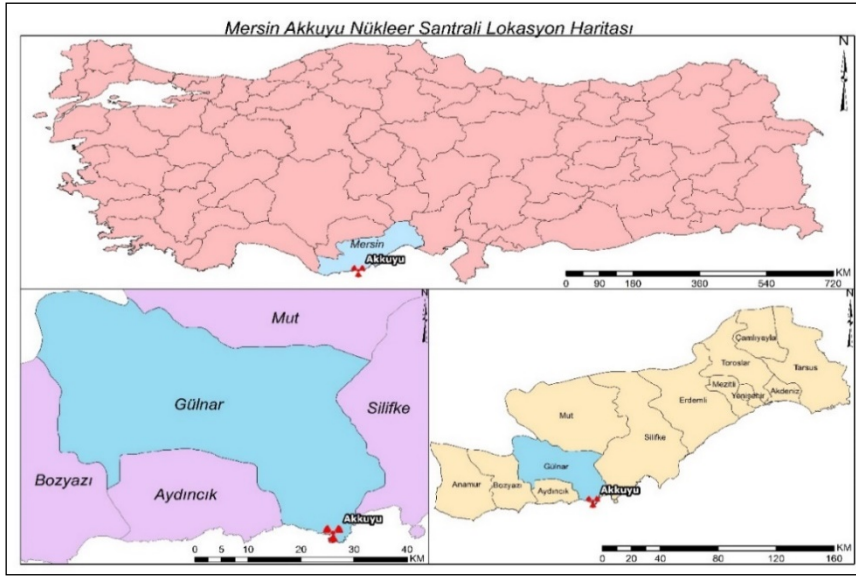 Mersin Akkuyu Nükleer Santrali Lokasyon Haritası
N
Mersin
Akkuyu
KM
0 90 180 360 540 720
N
Mut
Gülnar
Silifke
Bozyazı
Aydıncık
Akkuyu
KM
0 5 10 20 30 40
N
Çamlıyayla
Toroslar
Tarsus
Mezitli
Yenişehir
Akdeniz
Erdemli
Mut
Silifke
Gülnar
Anamur
Bozyazı
Aydıncık
Akkuyu
KM
0 20 40 80 120 160